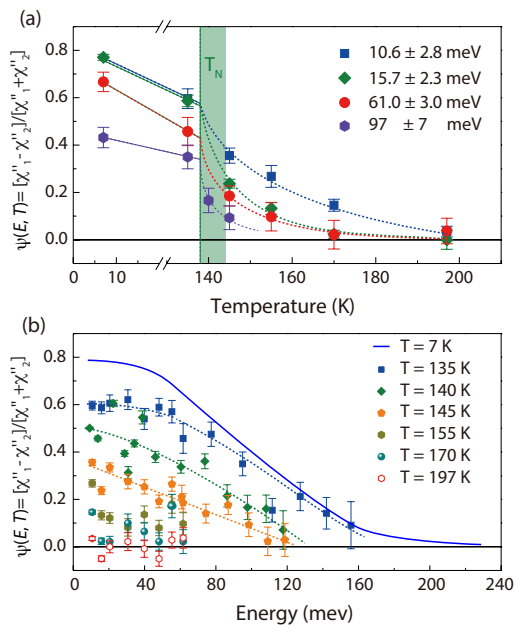 (a)
ψ(E, T)= [χ''₁-χ''₂]/[χ''₁+χ''₂]
0.8
0.6
0.4
0.2
0.0
T_N
10.6 ± 2.8 meV
15.7 ± 2.3 meV
61.0 ± 3.0 meV
97 ± 7 meV
10 140 150 160 170 180 190 200
Temperature (K)
(b)
ψ(E, T)= [χ''₁-χ''₂]/[χ''₁+χ''₂]
0.8
0.6
0.4
0.2
0.0
T = 7 K
T = 135 K
T = 140 K
T = 145 K
T = 155 K
T = 170 K
T = 197 K
0 40 80 120 160 200 240
Energy (mev)